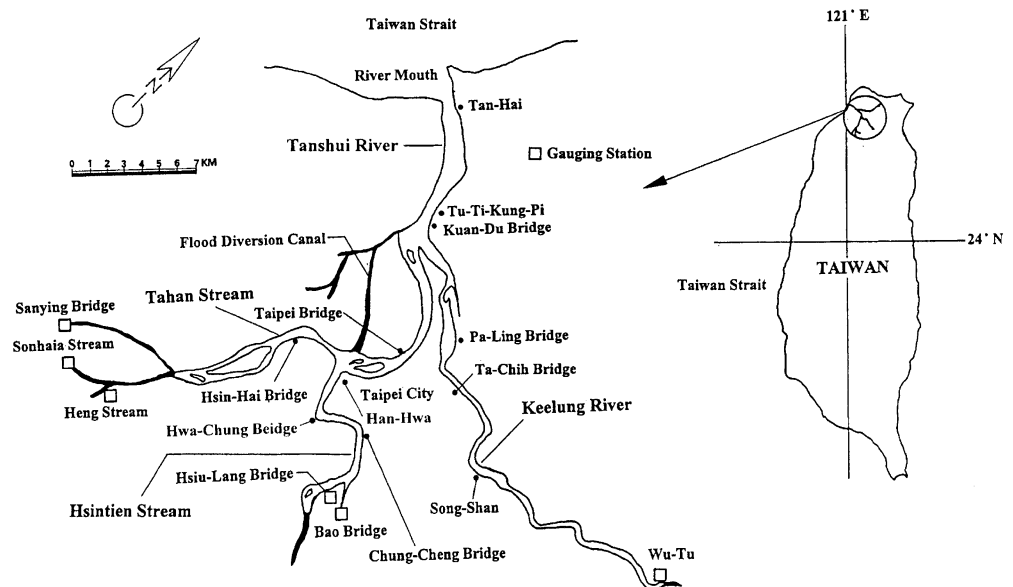 Taiwan Strait
121° E
River Mouth
Tan-Hai
N
Tanshui River
0 1 2 3 4 5 6 7 KM
Gauging Station
Tu-Ti-Kung-Pi
Kuan-Du Bridge
Flood Diversion Canal
24° N
TAIWAN
Taiwan Strait
Tahan Stream
Sanying Bridge
Taipei Bridge
Sonhaia Stream
Pa-Ling Bridge
Ta-Chih Bridge
Hsin-Hai Bridge
Taipei City
Heng Stream
Han-Hwa
Keelung River
Hwa-Chung Beidge
Hsiu-Lang Bridge
Hsintien Stream
Song-Shan
Bao Bridge
Chung-Cheng Bridge
Wu-Tu